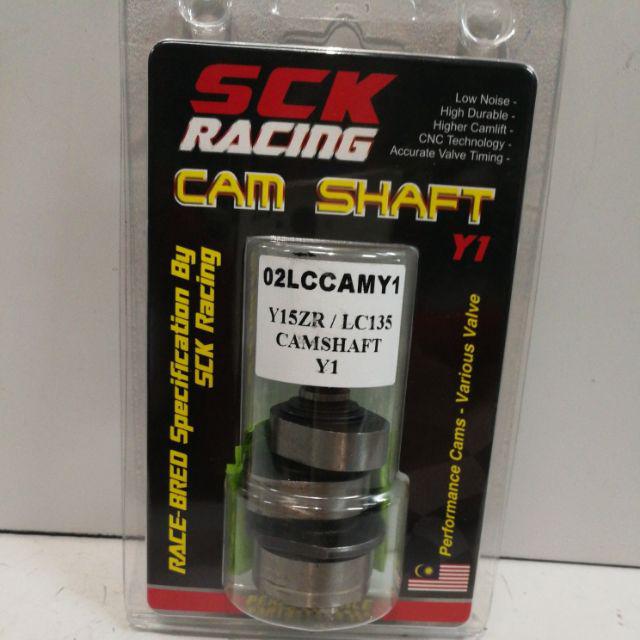 SCK
RACING
Low Noise -
High Durable -
Higher Camlift -
CNC Technology -
Accurate Valve Timing -
CAM SHAFT
Y1
02LCCAMY1
Y15ZR / LC135
CAMSHAFT
Y1
RACE-BRED Specification By
SCK Racing
Performance Cams - Various Valve